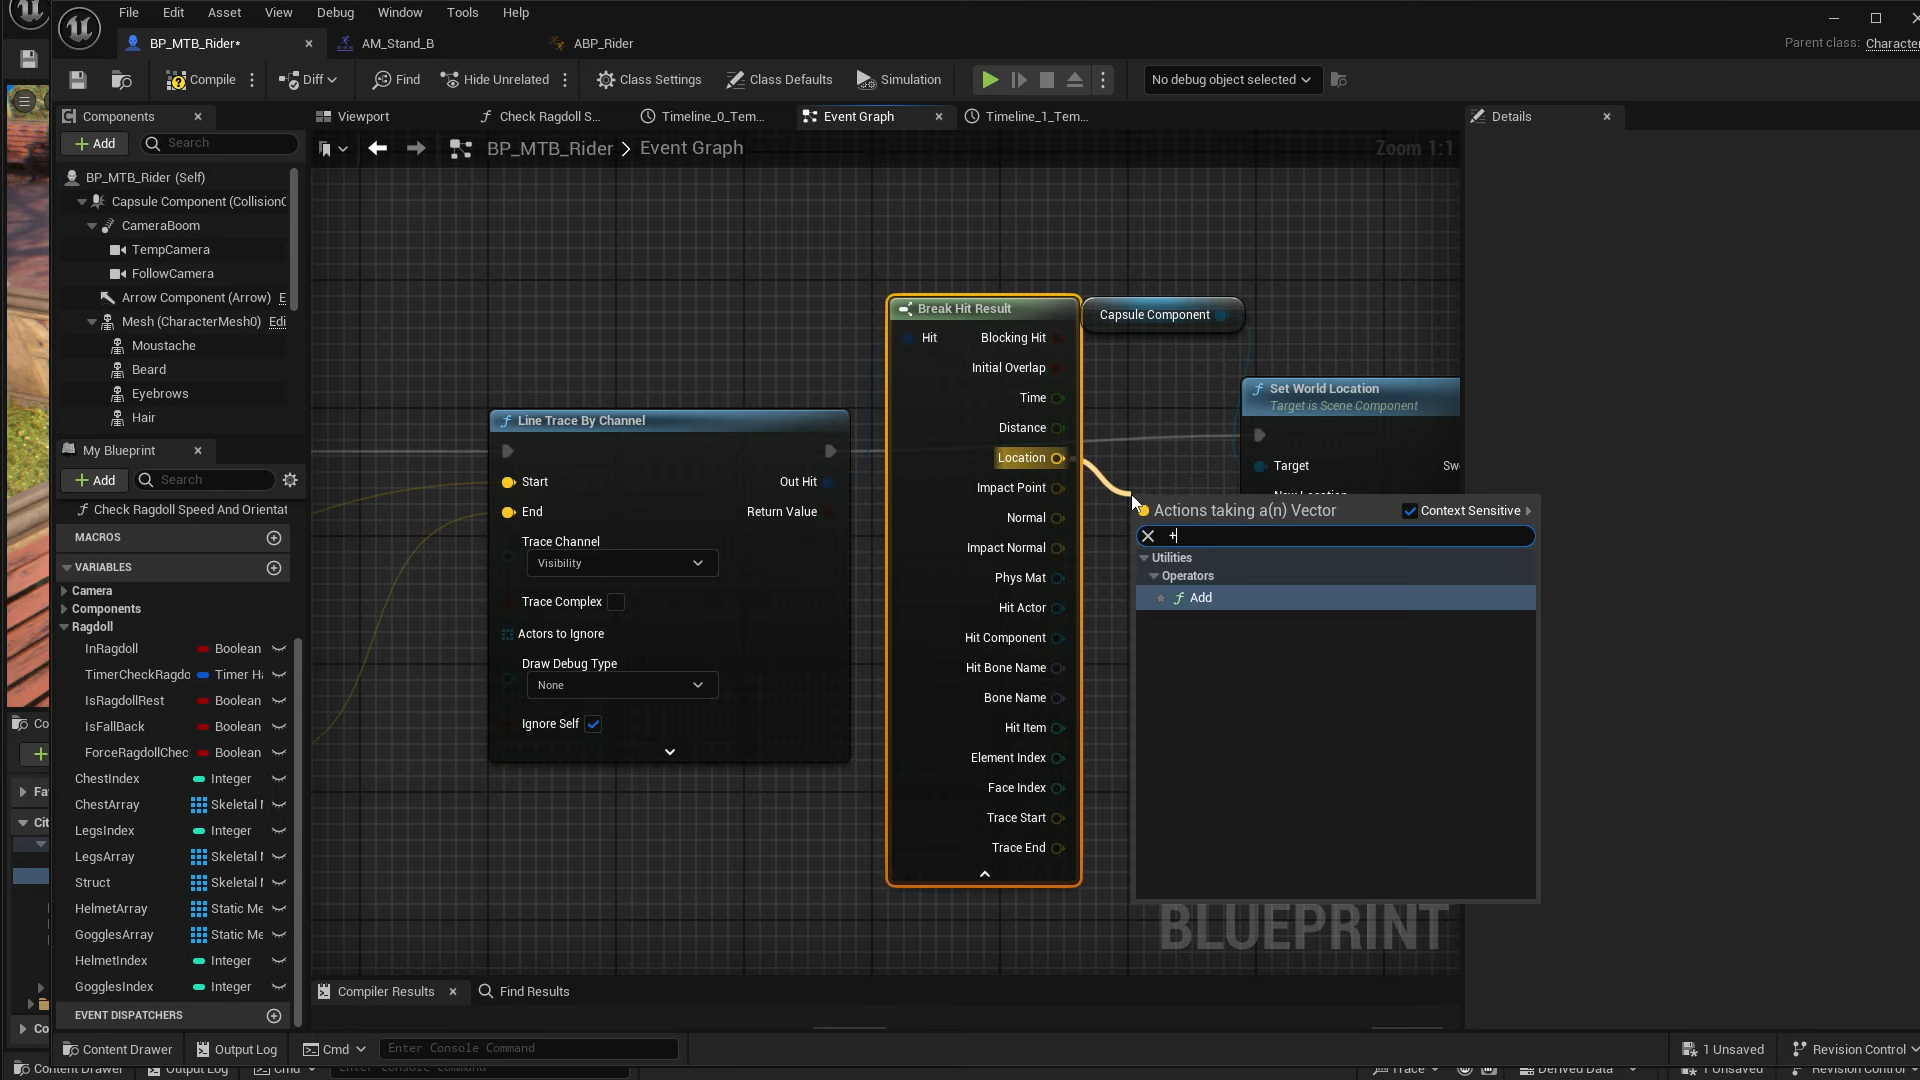 File Edit Asset View Debug Window Tools Help
BP_MTB_Rider* AM_Stand_B ABP_Rider Parent class: Character
Compile Diff Find Hide Unrelated Class Settings Class Defaults Simulation No debug object selected
Components Viewport Check Ragdoll S... Timeline_0_Tem... Event Graph Timeline_1_Tem... Details
Add Search BP_MTB_Rider > Event Graph Zoom 1:1
BP_MTB_Rider (Self)
Capsule Component (CollisionC
CameraBoom
TempCamera
FollowCamera
Arrow Component (Arrow) E
Mesh (CharacterMesh0) Edi
Moustache
Beard
Eyebrows
Hair
My Blueprint
Add Search
Check Ragdoll Speed And Orientat
MACROS
VARIABLES
Camera
Components
Ragdoll
InRagdoll Boolean
TimerCheckRagdo Timer Ha
IsRagdollRest Boolean
IsFallBack Boolean
ForceRagdollChec Boolean
ChestIndex Integer
ChestArray Skeletal
LegsIndex Integer
LegsArray Skeletal
Struct Skeletal
HelmetArray Static Me
GogglesArray Static Me
HelmetIndex Integer
GogglesIndex Integer
EVENT DISPATCHERS
Co
Fa
Cit
Co
Line Trace By Channel
Start Out Hit
End Return Value
Trace Channel
Visibility
Trace Complex
Actors to Ignore
Draw Debug Type
None
Ignore Self
Break Hit Result
Hit Blocking Hit
Initial Overlap
Time
Distance
Location
Impact Point
Normal
Impact Normal
Phys Mat
Hit Actor
Hit Component
Hit Bone Name
Bone Name
Hit Item
Element Index
Face Index
Trace Start
Trace End
Capsule Component
Set World Location
Target is Scene Component
Target Swe
New Location
Actions taking a(n) Vector Context Sensitive
+
Utilities
Operators
Add
BLUEPRINT
Compiler Results Find Results
Content Drawer Output Log Cmd Enter Console Command 1 Unsaved Revision Control
Content Drawer Output Log Cmd Enter Console Command Trace Derived Data 1 Unsaved Revision Control